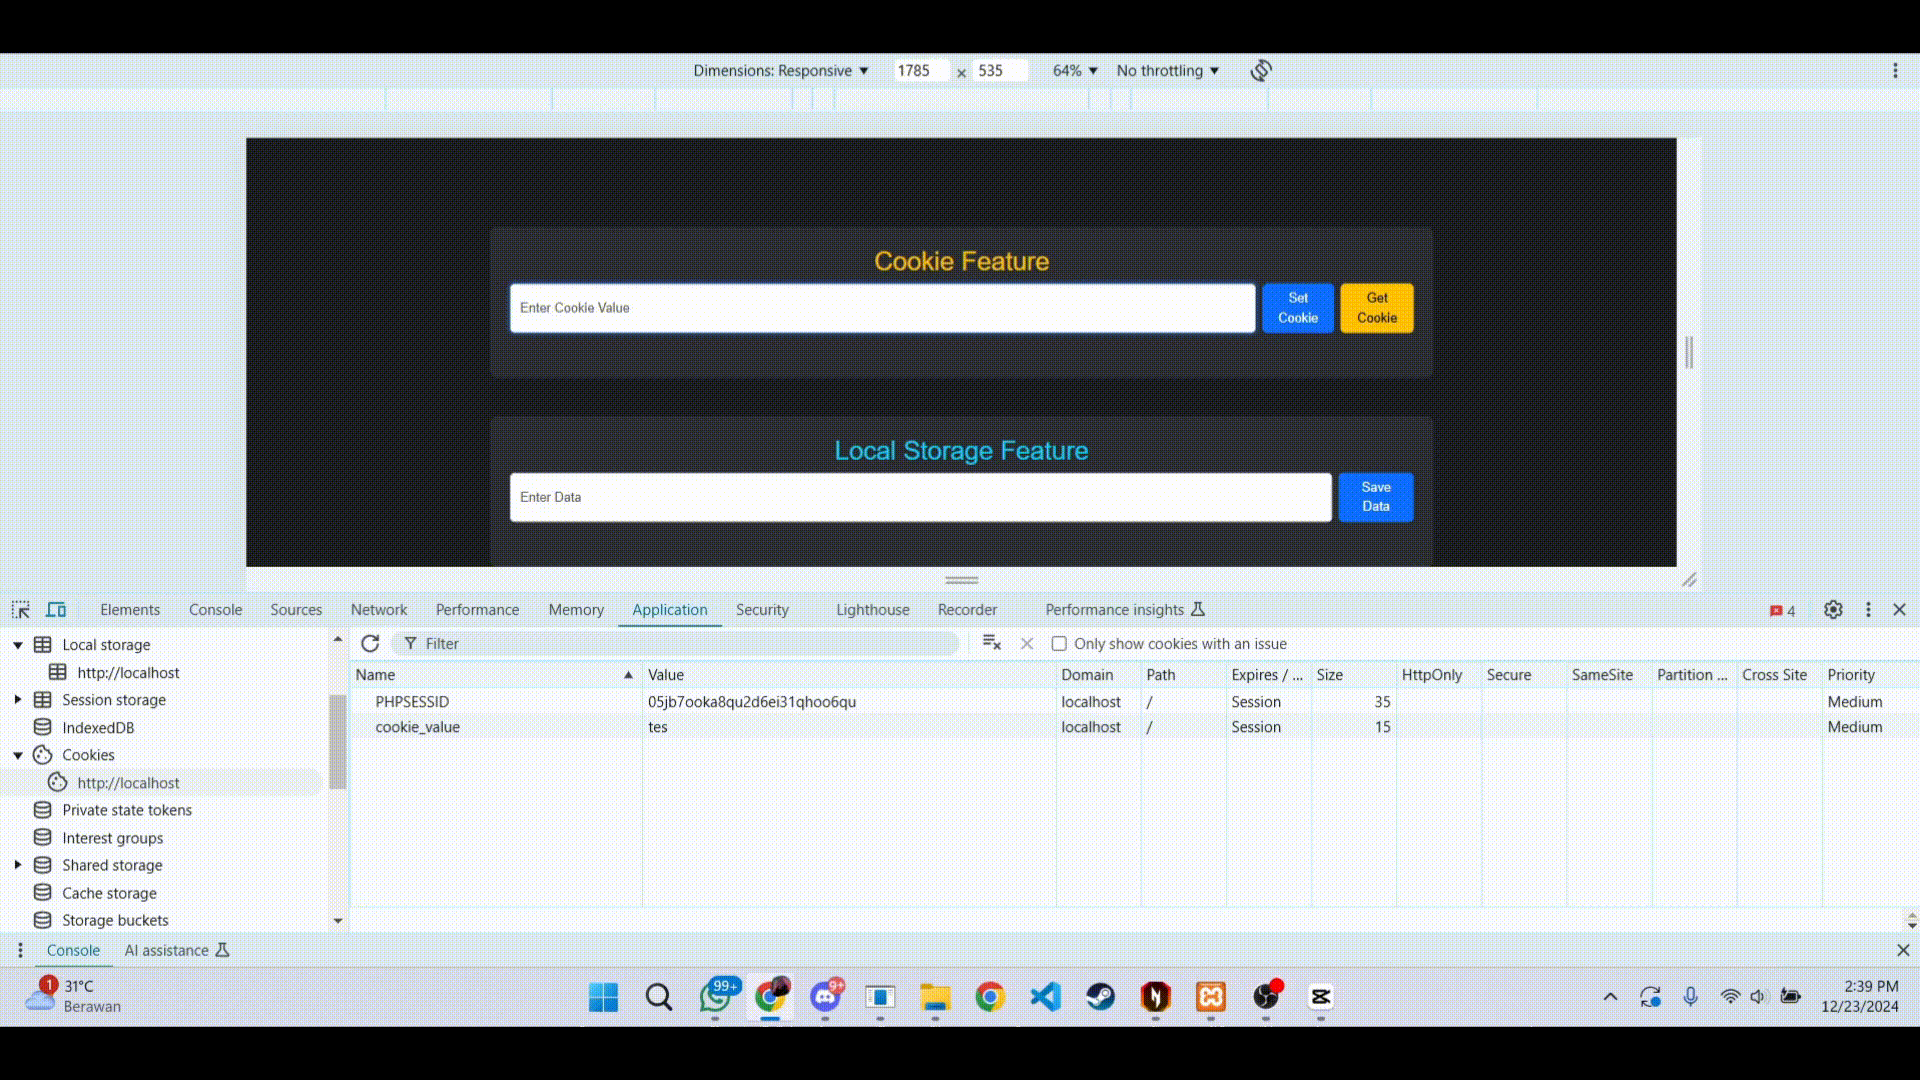 Dimensions: Responsive 1785 × 535 64% No throttling
Cookie Feature
Enter Cookie Value
Set Cookie
Get Cookie
Local Storage Feature
Enter Data
Save Data
Elements Console Sources Network Performance Memory Application Security Lighthouse Recorder Performance insights 4
Local storage
http://localhost
Session storage
IndexedDB
Cookies
http://localhost
Private state tokens
Interest groups
Shared storage
Cache storage
Storage buckets
Filter Only show cookies with an issue
Name Value Domain Path Expires / ... Size HttpOnly Secure SameSite Partition ... Cross Site Priority
PHPSESSID 05jb7ooka8qu2d6ei31qhoo6qu localhost / Session 35 Medium
cookie_value tes localhost / Session 15 Medium
Console AI assistance
1
31°C
Berawan
99+
9+
2:39 PM
12/23/2024